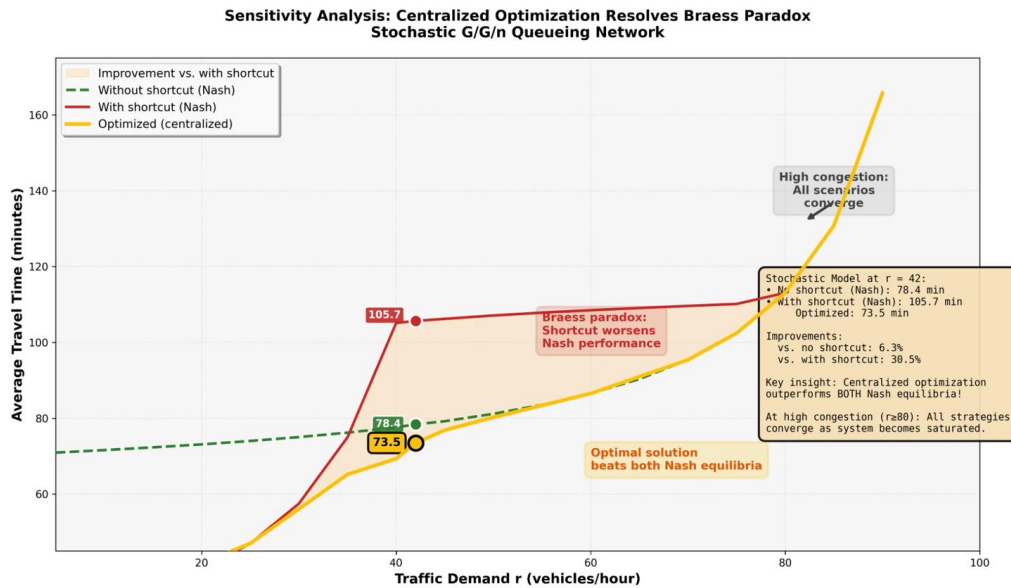 Sensitivity Analysis: Centralized Optimization Resolves Braess Paradox
Stochastic G/G/n Queueing Network
Improvement vs. with shortcut
Without shortcut (Nash)
With shortcut (Nash)
Optimized (centralized)
Average Travel Time (minutes)
160
140
120
100
80
60
High congestion:
All scenarios
converge
105.7
Braess paradox:
Shortcut worsens
Nash performance
78.4
73.5
Optimal solution
beats both Nash equilibria
Stochastic Model at r = 42:
• No shortcut (Nash): 78.4 min
• With shortcut (Nash): 105.7 min
Optimized: 73.5 min
Improvements:
vs. no shortcut: 6.3%
vs. with shortcut: 30.5%
Key insight: Centralized optimization
outperforms BOTH Nash equilibria!
At high congestion (r≥80): All strategies
converge as system becomes saturated.
20
40
60
80
100
Traffic Demand r (vehicles/hour)